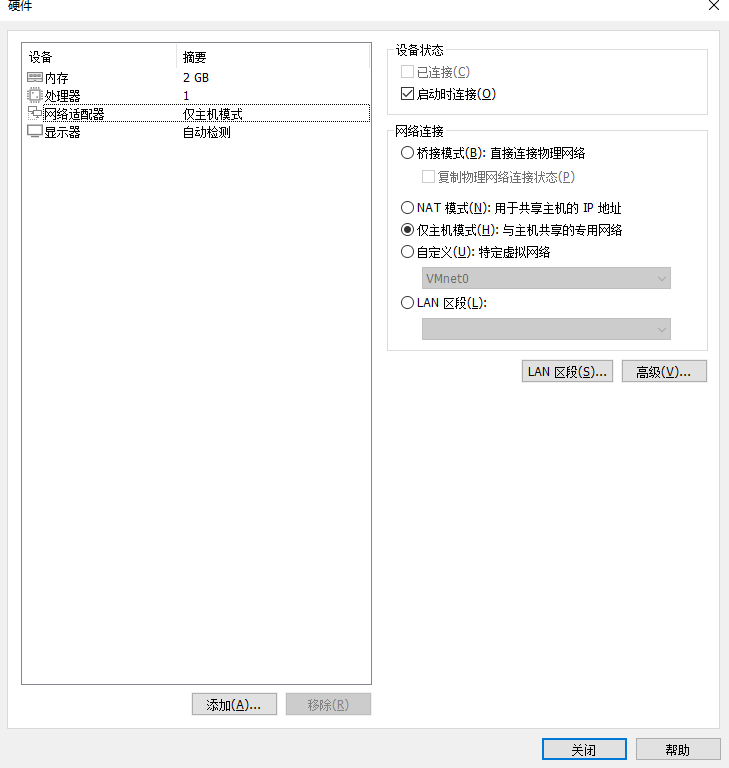 硬件
设备 摘要
内存 2 GB
处理器 1
网络适配器 仅主机模式
显示器 自动检测
添加(A)... 移除(R)
设备状态
已连接(C)
启动时连接(O)
网络连接
桥接模式(B): 直接连接物理网络
复制物理网络连接状态(P)
NAT 模式(N): 用于共享主机的 IP 地址
仅主机模式(H): 与主机共享的专用网络
自定义(U): 特定虚拟网络
VMnet0
LAN 区段(L):
LAN 区段(S)... 高级(V)...
关闭 帮助